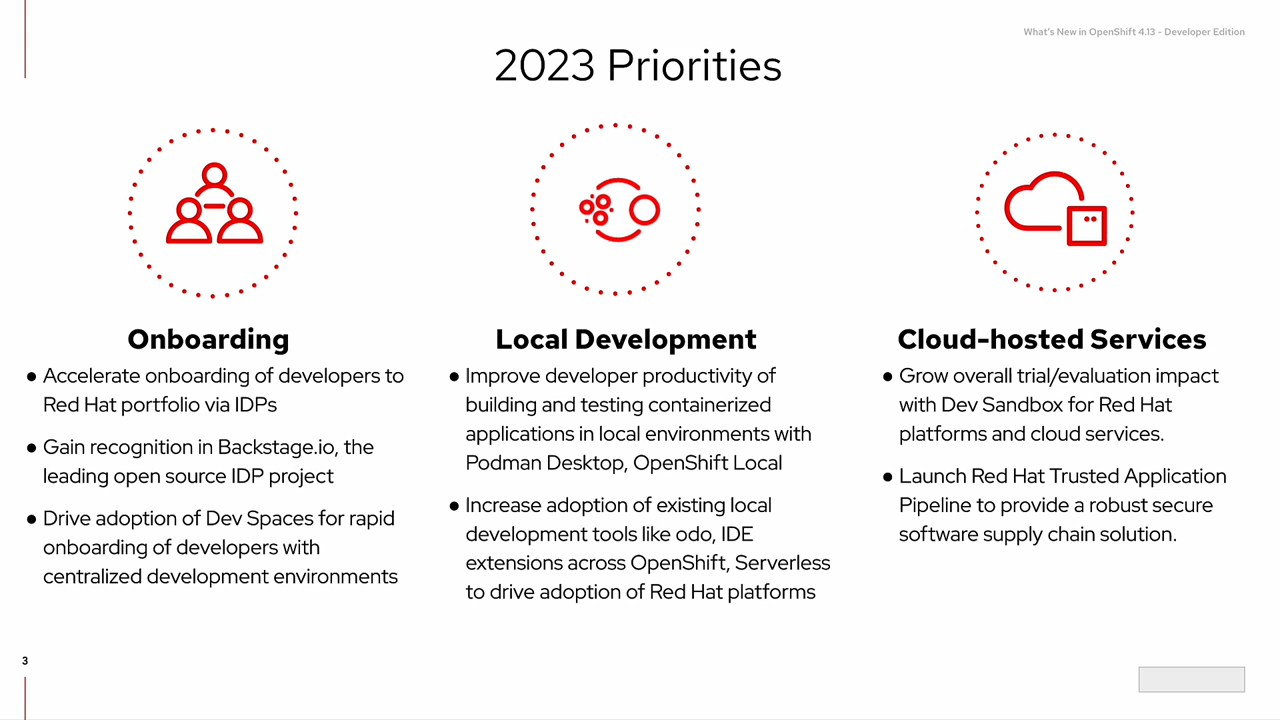 What's New in OpenShift 4.13 - Developer Edition
2023 Priorities
Onboarding
● Accelerate onboarding of developers to
Red Hat portfolio via IDPs
● Gain recognition in Backstage.io, the
leading open source IDP project
● Drive adoption of Dev Spaces for rapid
onboarding of developers with
centralized development environments
Local Development
● Improve developer productivity of
building and testing containerized
applications in local environments with
Podman Desktop, OpenShift Local
● Increase adoption of existing local
development tools like odo, IDE
extensions across OpenShift, Serverless
to drive adoption of Red Hat platforms
Cloud-hosted Services
● Grow overall trial/evaluation impact
with Dev Sandbox for Red Hat
platforms and cloud services.
● Launch Red Hat Trusted Application
Pipeline to provide a robust secure
software supply chain solution.
3